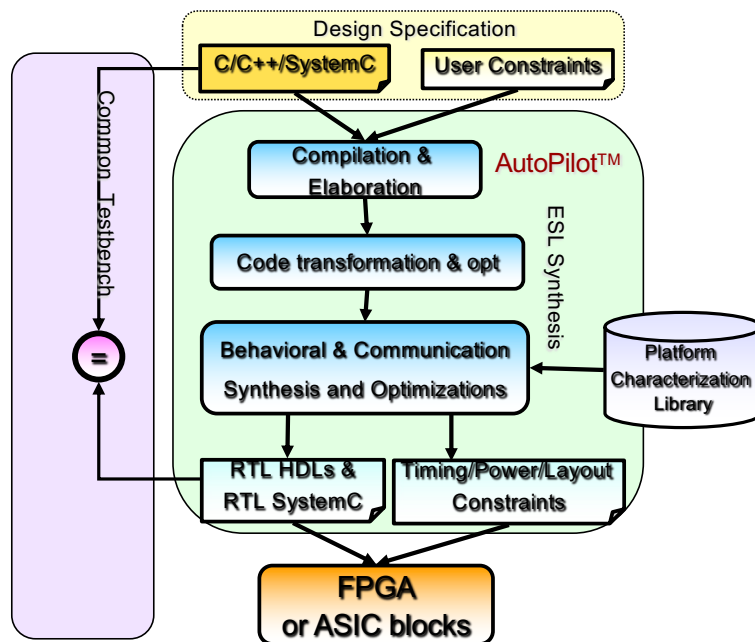 Design Specification
C/C++/SystemC
User Constraints
Common Testbench
AutoPilot™
Compilation &
Elaboration
ESL Synthesis
Code transformation & opt
Behavioral & Communication
Synthesis and Optimizations
=
Platform
Characterization
Library
RTL HDLs &
RTL SystemC
Timing/Power/Layout
Constraints
FPGA
or ASIC blocks